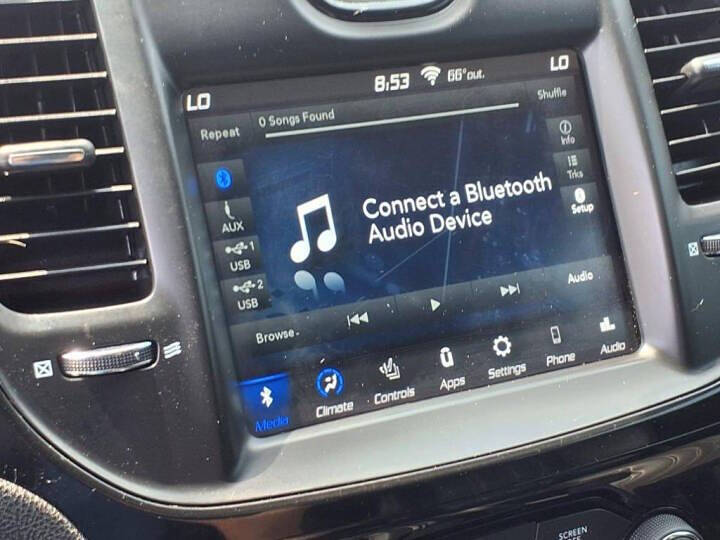 LO
8:53
66°out.
LO
Repeat
0 Songs Found
Shuffle
Info
AUX
Trks
Connect a Bluetooth
Audio Device
Setup
1
USB
2
USB
Browse
Audio
Media
Climate
Controls
Apps
Settings
Phone
Audio
SCREEN